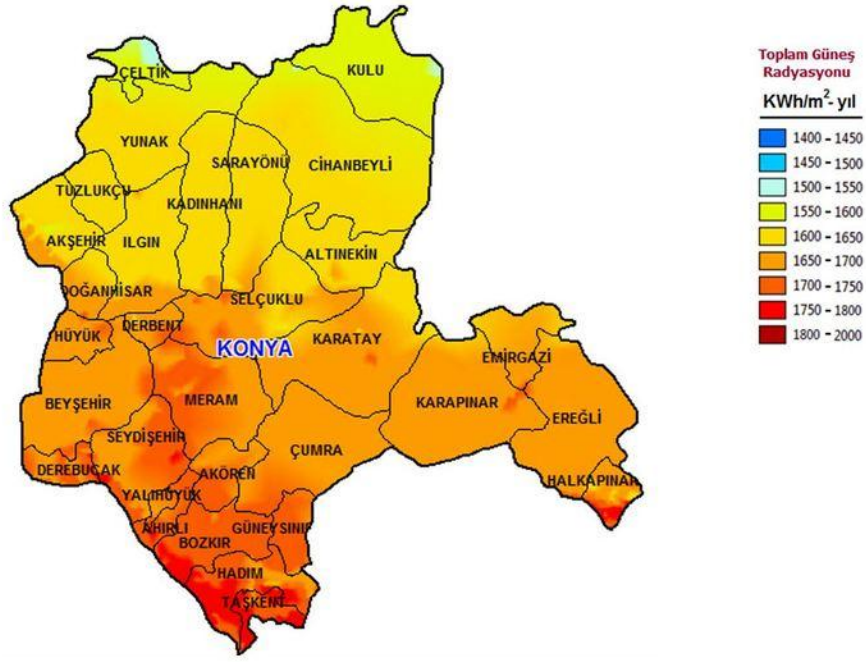 ÇELTİK
KULU
YUNAK
SARAYÖNÜ
CİHANBEYLİ
TUZLUKÇU
KADINHANI
AKŞEHİR
ILGIN
ALTINEKİN
DOĞANHİSAR
SELÇUKLU
HÜYÜK
DERBENT
KONYA
KARATAY
EMİRGAZİ
BEYŞEHİR
MERAM
KARAPINAR
EREĞLİ
SEYDİŞEHİR
ÇUMRA
DEREBUCAK
AKÖREN
HALKAPINAR
YALIHÜYÜK
AHIRLI
GÜNEYSINIR
BOZKIR
HADIM
TAŞKENT
Toplam Güneş
Radyasyonu
KWh/m²- yıl
1400 - 1450
1450 - 1500
1500 - 1550
1550 - 1600
1600 - 1650
1650 - 1700
1700 - 1750
1750 - 1800
1800 - 2000